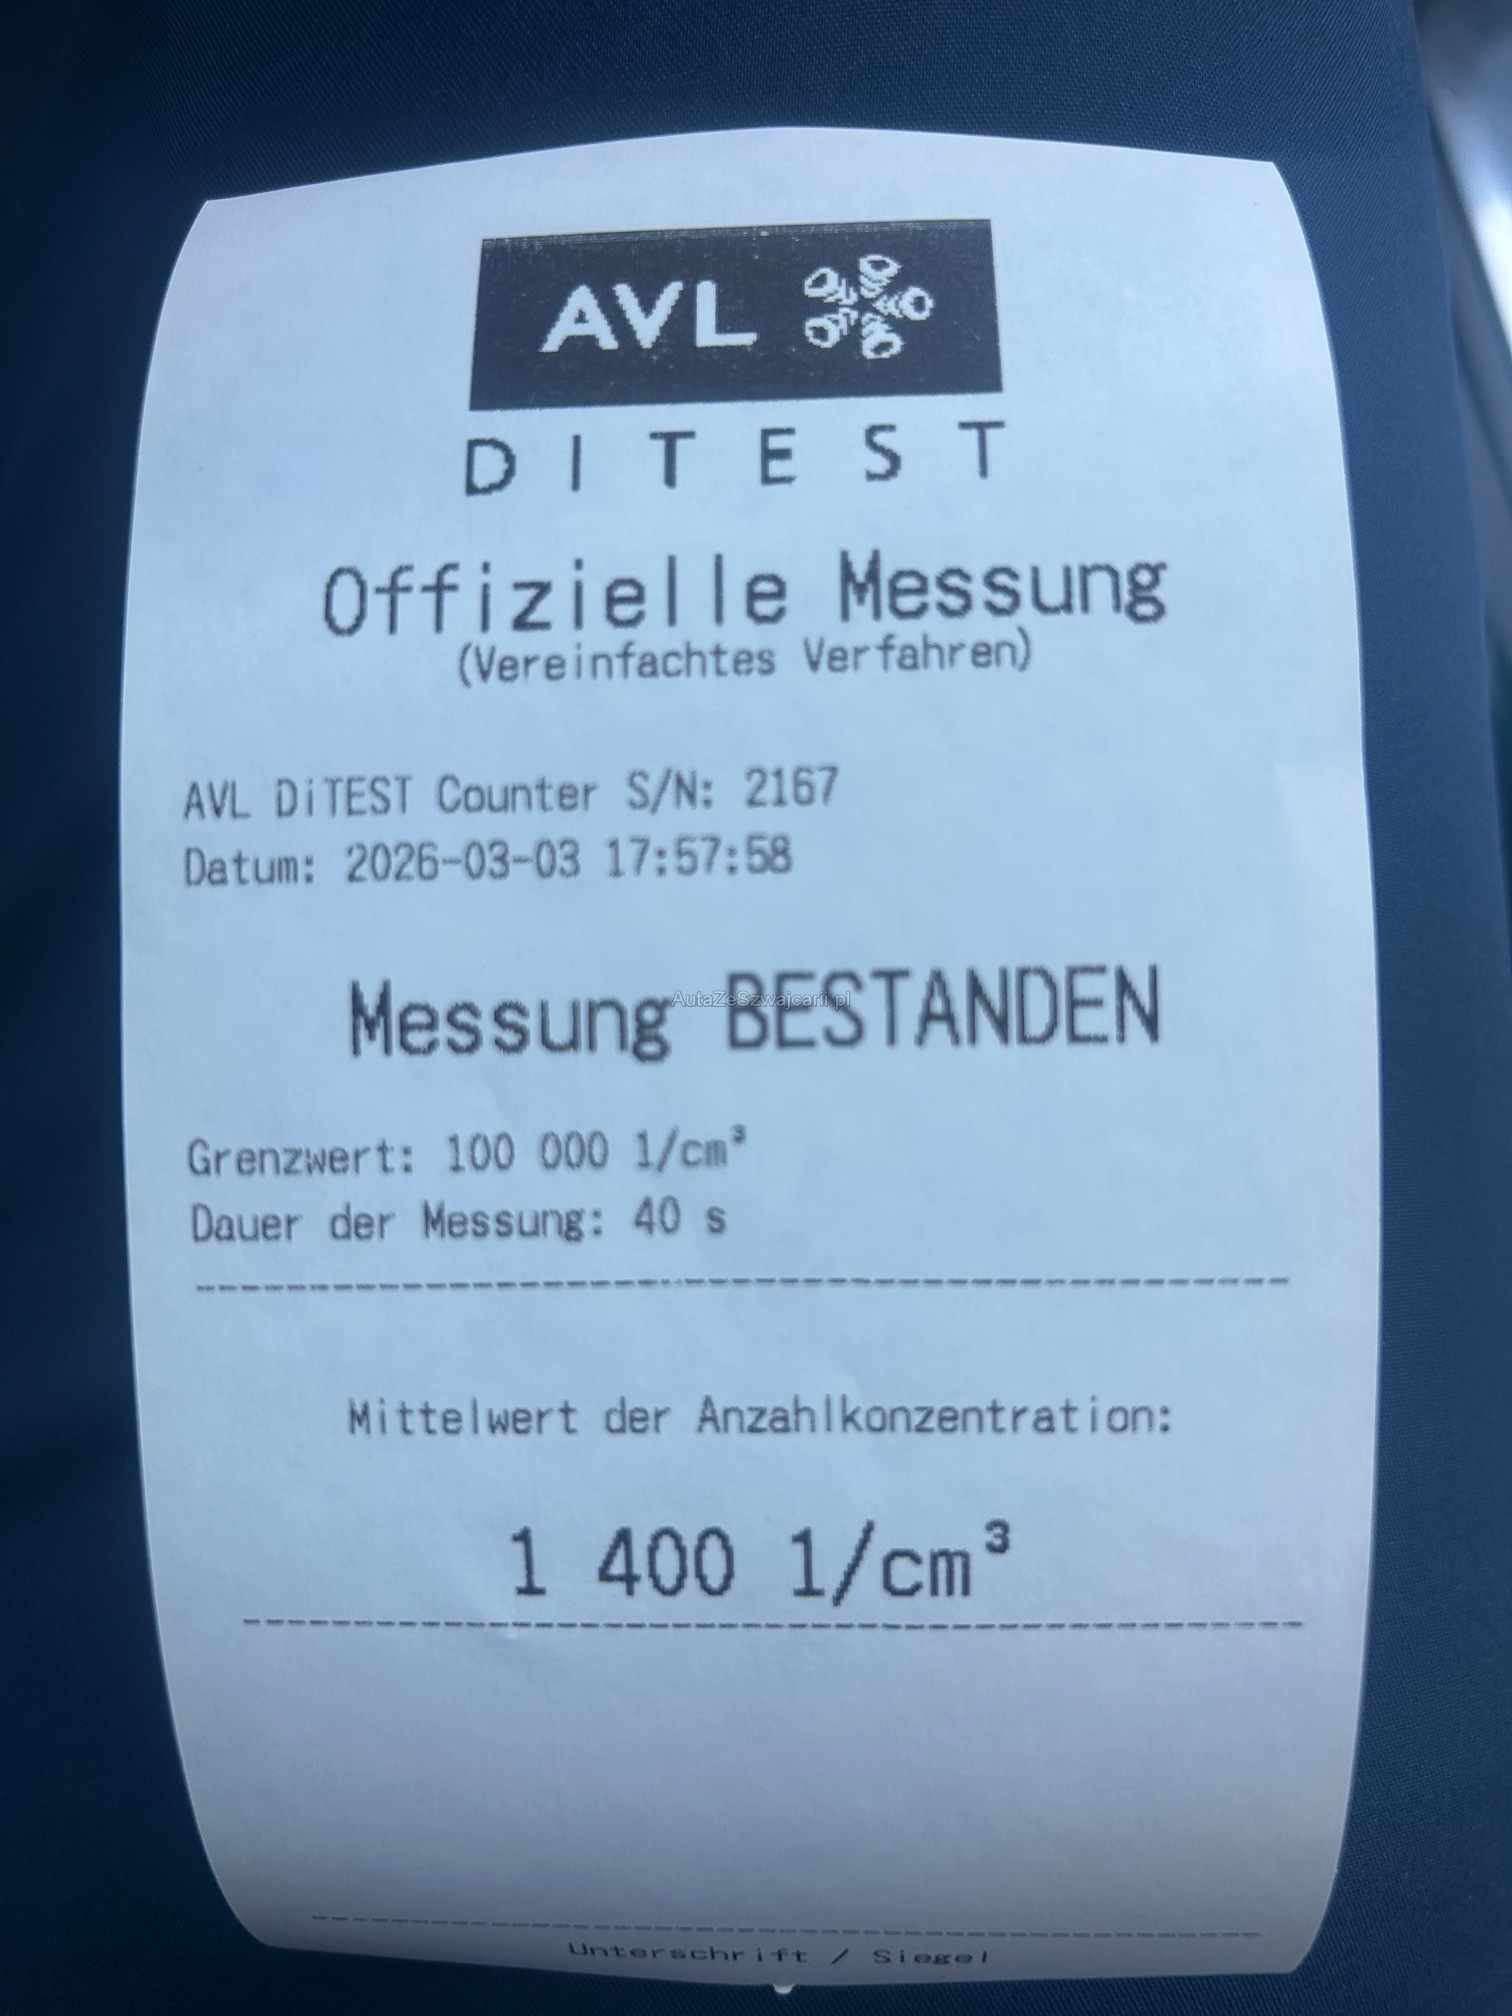 AVL
DITEST
Offizielle Messung
(Vereinfachtes Verfahren)
AVL DiTEST Counter S/N: 2167
Datum: 2026-03-03 17:57:58
Messung BESTANDEN
AutaZeSzwajcarii.pl
Grenzwert: 100 000 1/cm³
Dauer der Messung: 40 s
Mittelwert der Anzahlkonzentration:
1 400 1/cm³
Unterschrift / Siegel